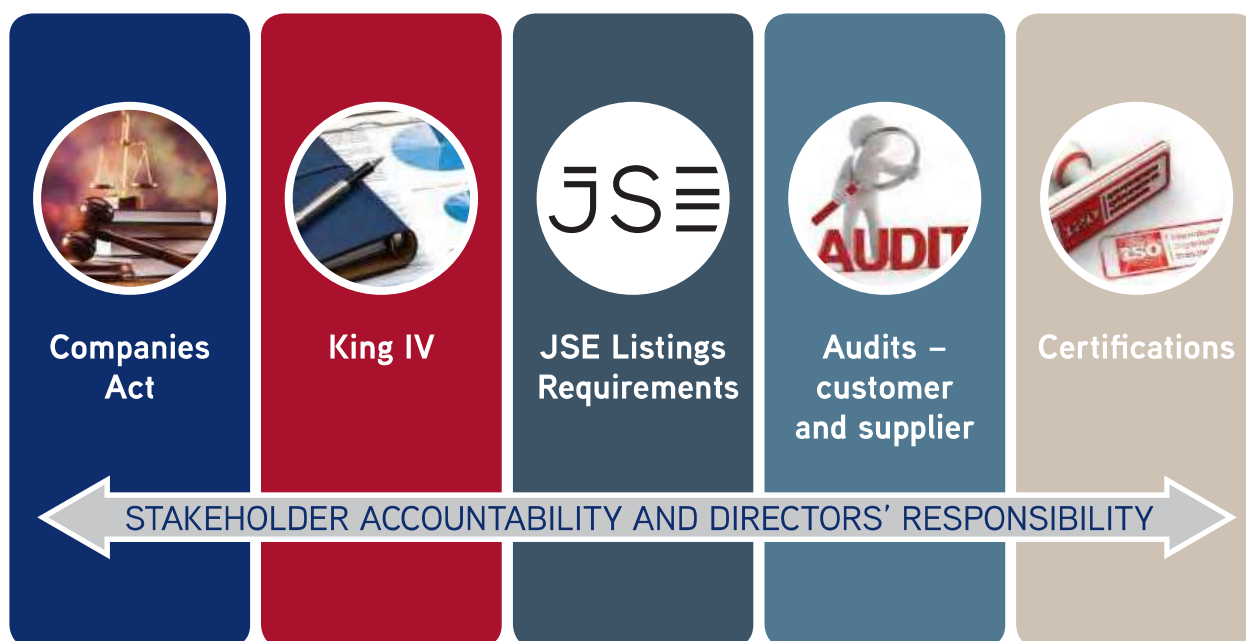 JSE
AUDIT
ISO
Companies
Act
King IV
JSE Listings
Requirements
Audits –
customer
and supplier
Certifications
STAKEHOLDER ACCOUNTABILITY AND DIRECTORS’ RESPONSIBILITY